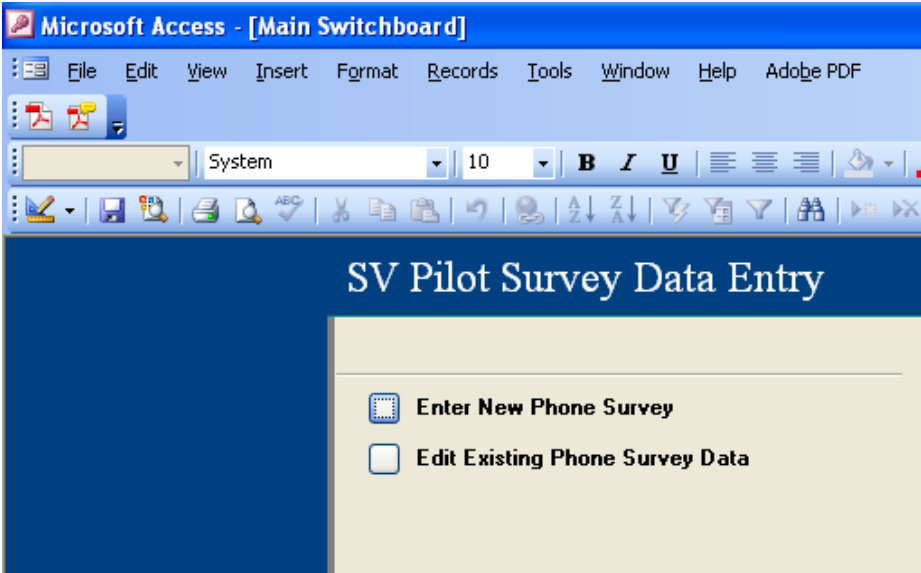 Microsoft Access - [Main Switchboard]
File Edit View Insert Format Records Tools Window Help Adobe PDF
System 10 B I U
ABC
A Z Z A
SV Pilot Survey Data Entry
Enter New Phone Survey
Edit Existing Phone Survey Data